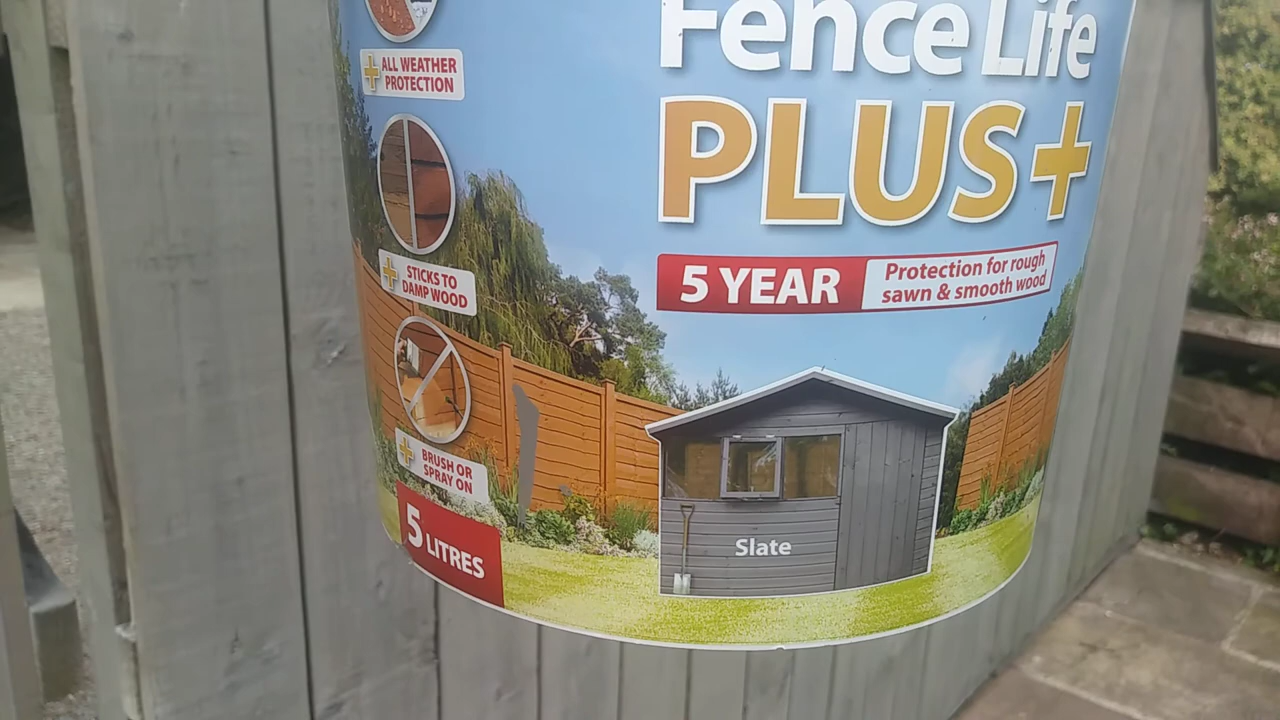 Fence Life
PLUS+
5 YEAR
Protection for rough
sawn & smooth wood
+ ALL WEATHER
PROTECTION
+ STICKS TO
DAMP WOOD
+ BRUSH OR
SPRAY ON
5 LITRES
Slate